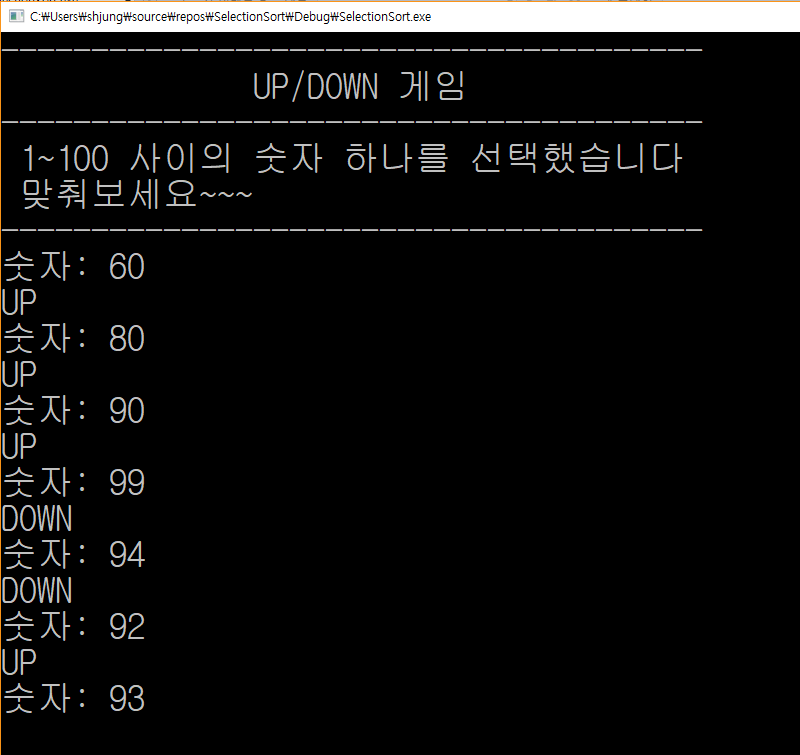 C:₩Users₩shjung₩source₩repos₩SelectionSort₩Debug₩SelectionSort.exe
---------------------------------------
UP/DOWN 게임
---------------------------------------
1~100 사이의 숫자 하나를 선택했습니다
맞춰보세요~~~
---------------------------------------
숫자: 60
UP
숫자: 80
UP
숫자: 90
UP
숫자: 99
DOWN
숫자: 94
DOWN
숫자: 92
UP
숫자: 93